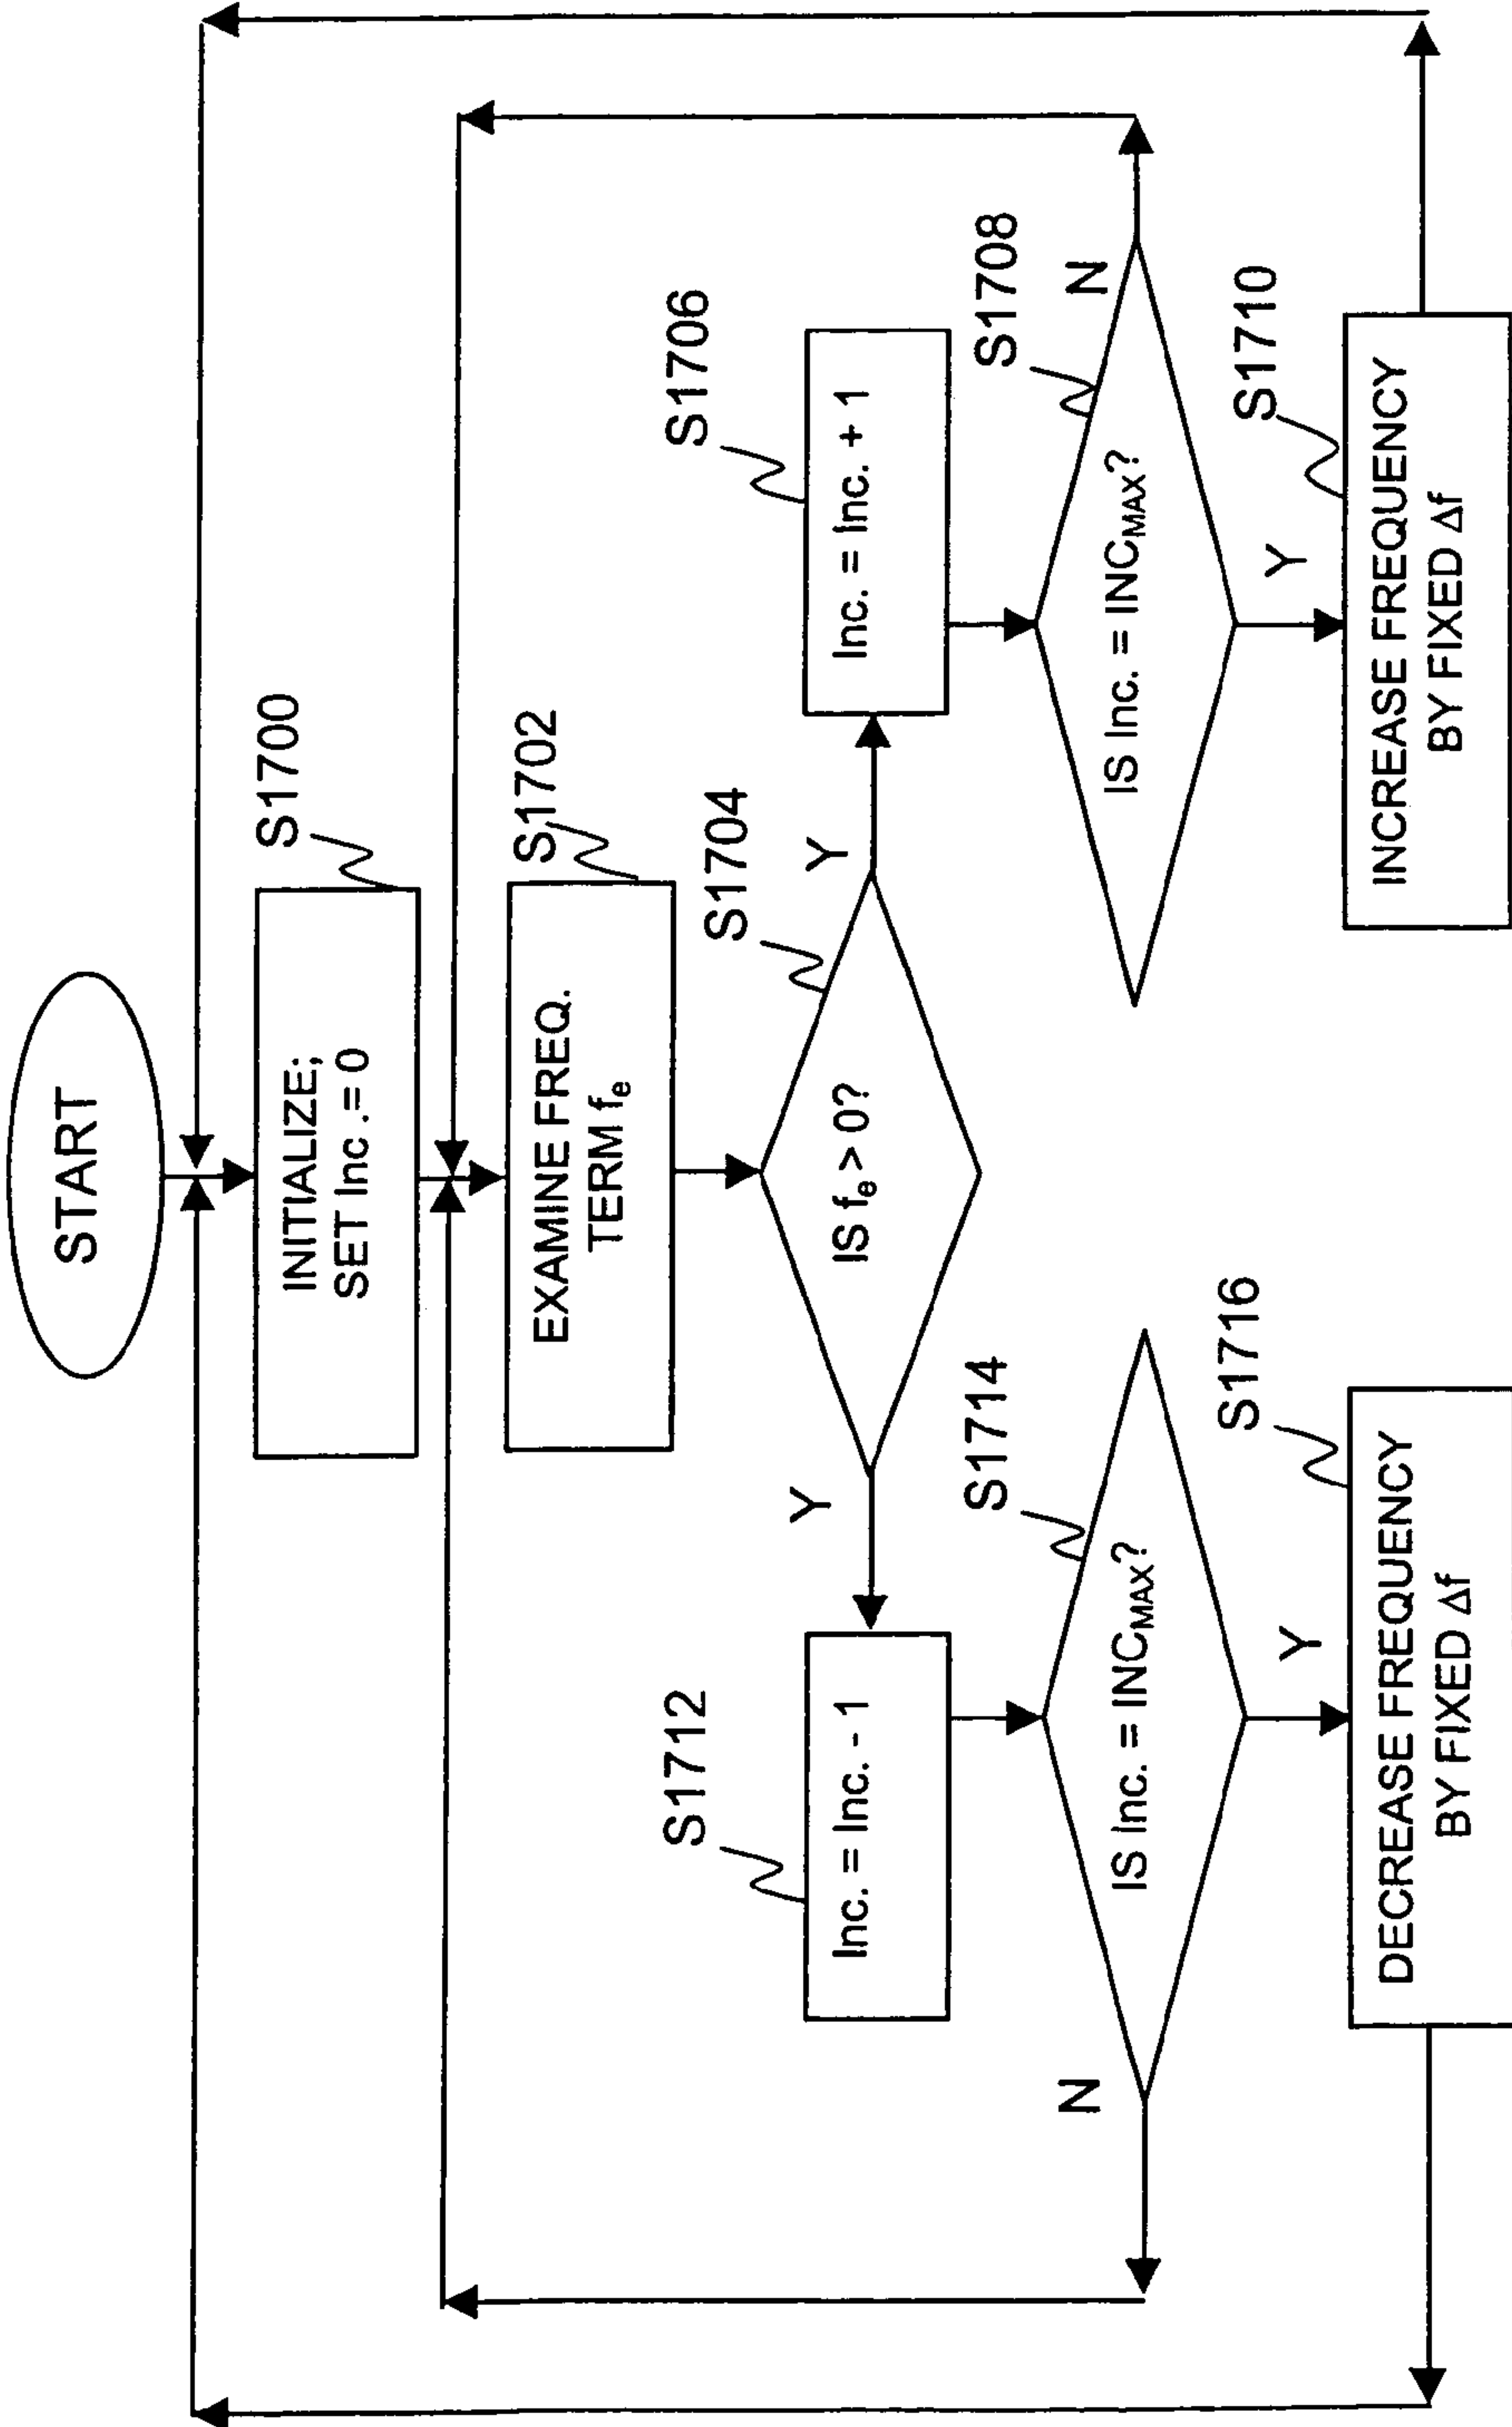 START
S1700
INITIALIZE;
SET Inc .= 0
S1702
EXAMINE FREQ.
TERM fe
S1704
IS fe > 0?
Y
Y
S1706
Inc. = Inc. + 1
S1708
IS Inc. = INCMAX?
N
Y
S1710
INCREASE FREQUENCY
BY FIXED Δf
S1712
Inc. = Inc. - 1
S1714
IS Inc. = INCMAX?
N
Y
S1716
DECREASE FREQUENCY
BY FIXED Δf